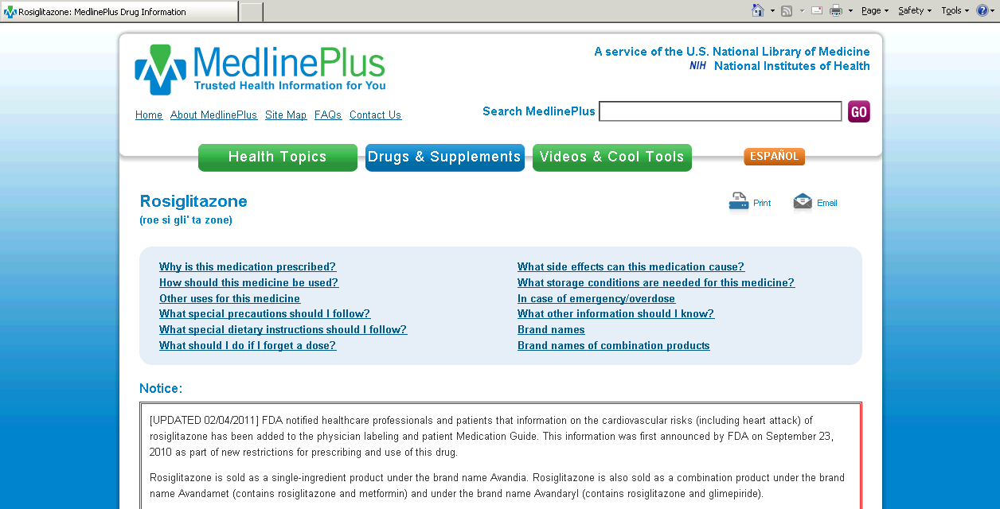 Rosiglitazone: MedlinePlus Drug Information
Page Safety Tools
MedlinePlus
Trusted Health Information for You
A service of the U.S. National Library of Medicine
NIH National Institutes of Health
Home About MedlinePlus Site Map FAQs Contact Us
Search MedlinePlus GO
Health Topics Drugs & Supplements Videos & Cool Tools ESPAÑOL
Rosiglitazone
(roe si gli' ta zone)
Print Email
Why is this medication prescribed?
How should this medicine be used?
Other uses for this medicine
What special precautions should I follow?
What special dietary instructions should I follow?
What should I do if I forget a dose?
What side effects can this medication cause?
What storage conditions are needed for this medicine?
In case of emergency/overdose
What other information should I know?
Brand names
Brand names of combination products
Notice:
[UPDATED 02/04/2011] FDA notified healthcare professionals and patients that information on the cardiovascular risks (including heart attack) of
rosiglitazone has been added to the physician labeling and patient Medication Guide. This information was first announced by FDA on September 23,
2010 as part of new restrictions for prescribing and use of this drug.
Rosiglitazone is sold as a single-ingredient product under the brand name Avandia. Rosiglitazone is also sold as a combination product under the brand
name Avandamet (contains rosiglitazone and metformin) and under the brand name Avandaryl (contains rosiglitazone and glimepiride).